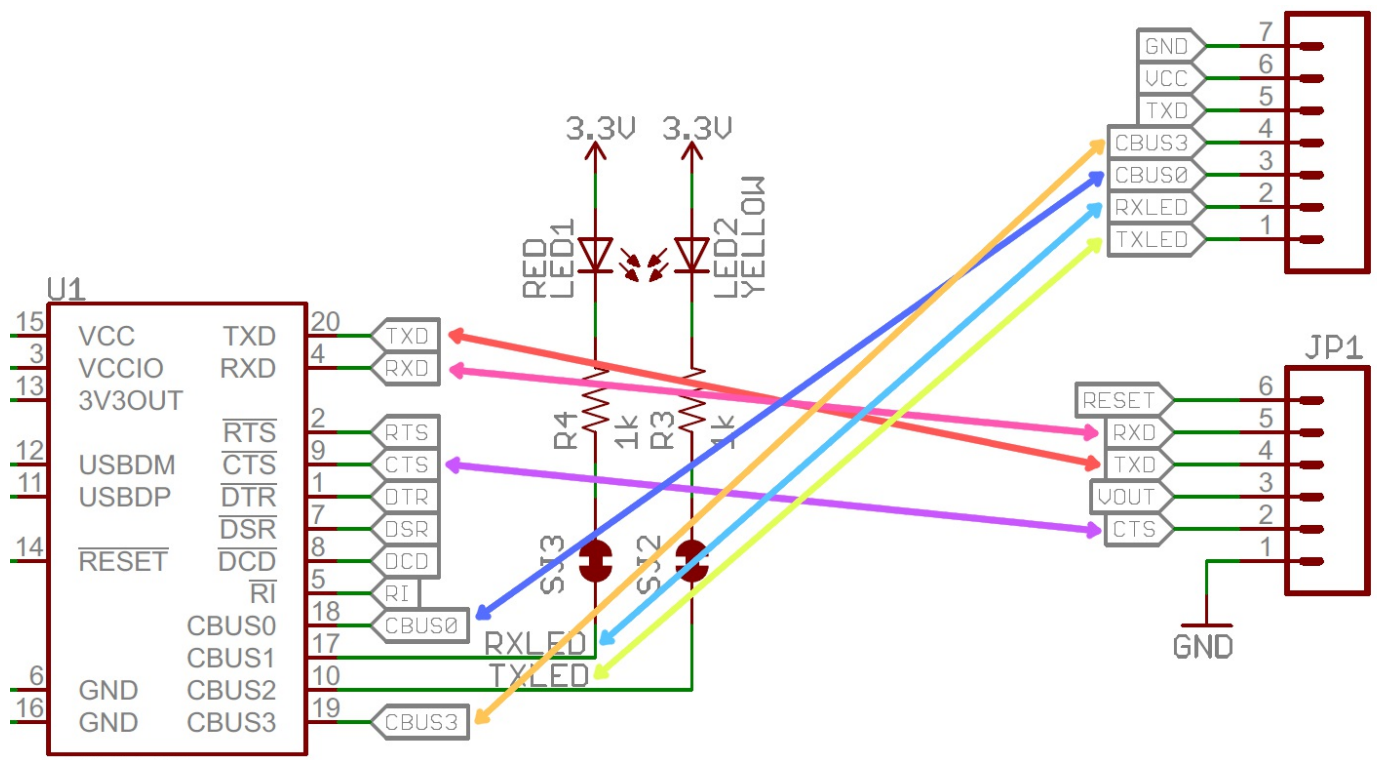 U1
15 VCC TXD 20 TXD
3 VCCIO RXD 4 RXD
13 3V3OUT
RTS 2 RTS
12 USBDM CTS 9 CTS
11 USBDP DTR 1 DTR
DSR 7 DSR
14 RESET DCD 8 DCD
RI 5 RI
CBUS0 18 CBUS0
CBUS1 17 RXLED
6 GND CBUS2 10 TXLED
16 GND CBUS3 19 CBUS3
3.3V 3.3V
RED
LED1
LED2
YELLOW
R4
1k
R3
1k
SJ3
SJ2
GND 7
VCC 6
TXD 5
CBUS3 4
CBUS0 3
RXLED 2
TXLED 1
JP1
RESET 6
RXD 5
TXD 4
VOUT 3
CTS 2
1
GND